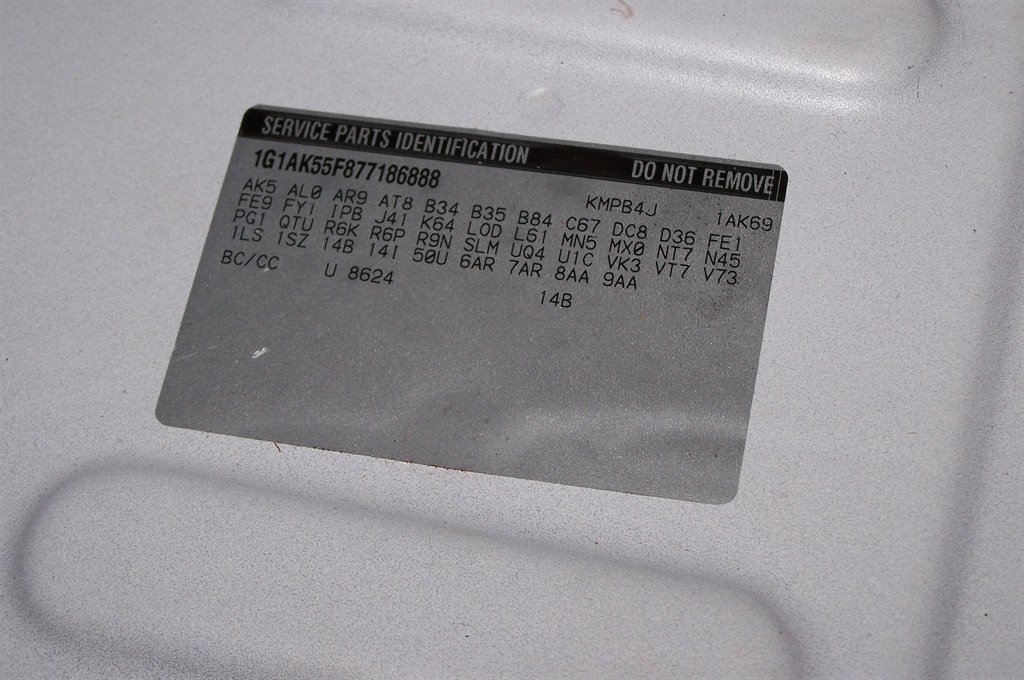 SERVICE PARTS IDENTIFICATION DO NOT REMOVE
1G1AK55F877186888 KMPB4J 1AK69
AK5 AL0 AR9 AT8 B34 B35 B84 C67 DC8 D36 FE1
FE9 FY1 IPB J41 K64 LOD L61 MN5 MX0 NT7 N45
PG1 QTU R6K R6P R9N SLM UQ4 U1C VK3 VT7 V73
1LS 1SZ 14B 14I 50U 6AR 7AR 8AA 9AA
BC/CC U 8624 14B